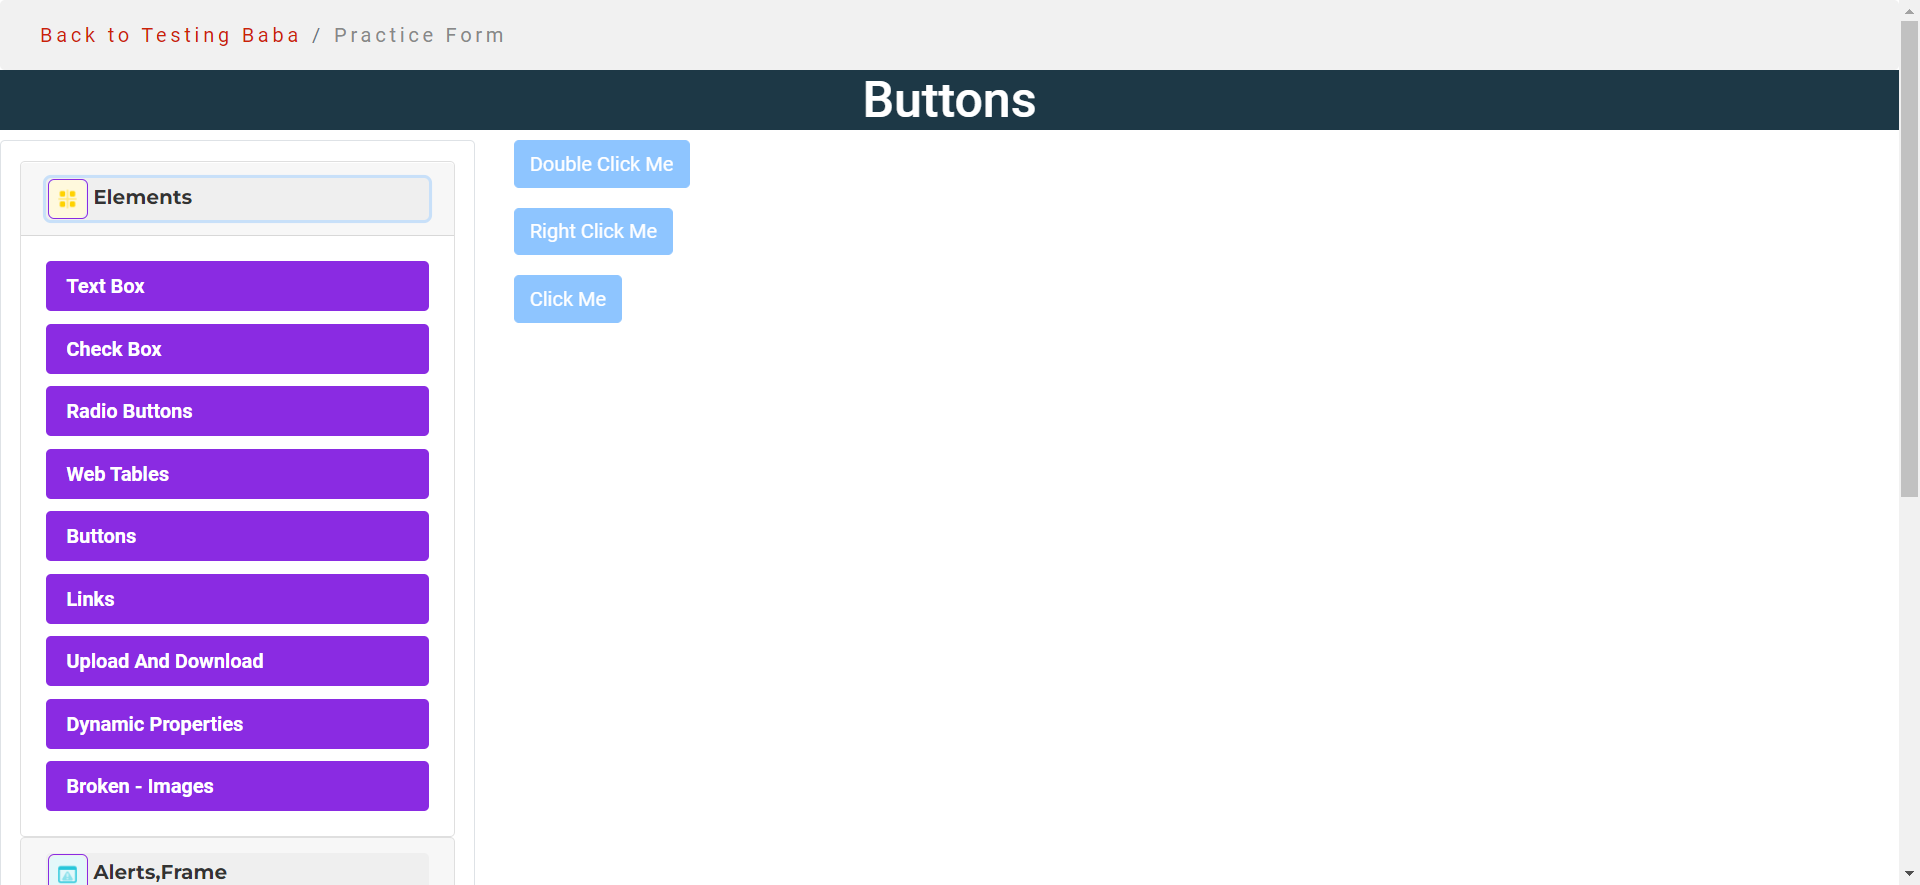 Back to Testing Baba / Practice Form
Buttons
Elements
Text Box
Check Box
Radio Buttons
Web Tables
Buttons
Links
Upload And Download
Dynamic Properties
Broken - Images
Alerts,Frame
Double Click Me
Right Click Me
Click Me